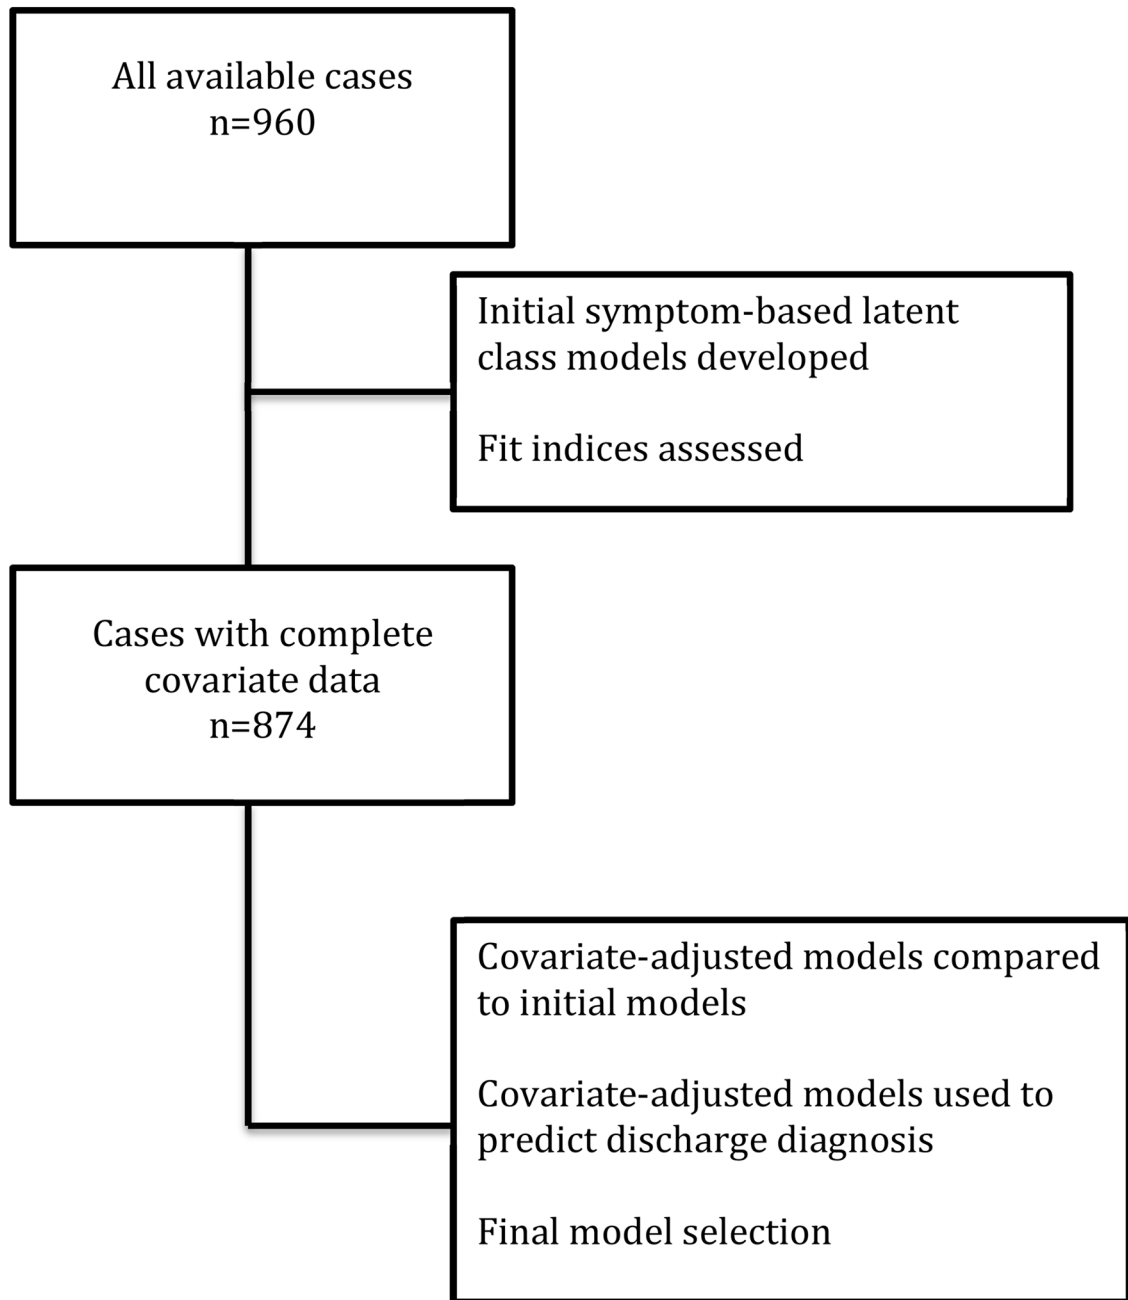 All available cases
n=960
Initial symptom-based latent
class models developed
Fit indices assessed
Cases with complete
covariate data
n=874
Covariate-adjusted models compared
to initial models
Covariate-adjusted models used to
predict discharge diagnosis
Final model selection